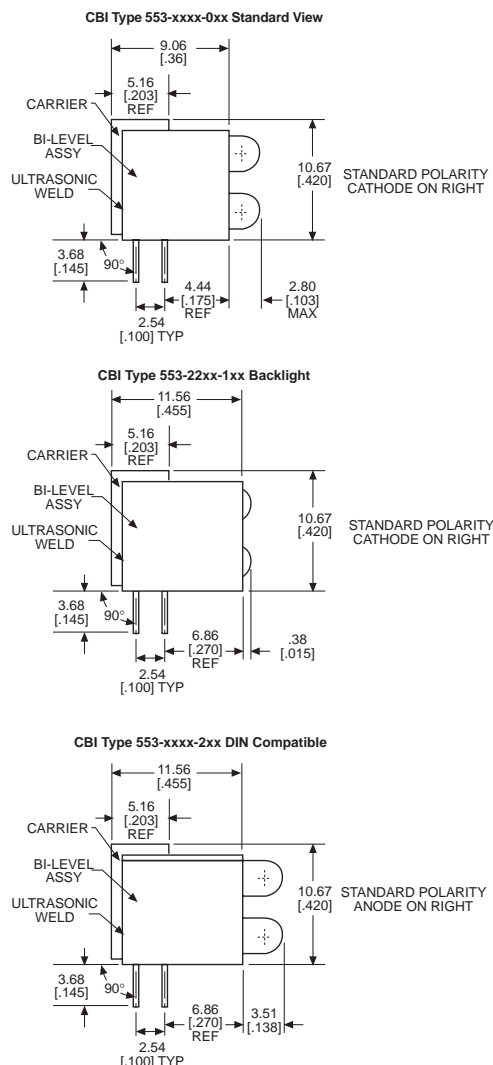 CBI Type 553-xxxx-0xx Standard View
9.06
[.36]
5.16
[.203]
REF
CARRIER
BI-LEVEL
ASSY
ULTRASONIC
WELD
10.67
[.420]
STANDARD POLARITY
CATHODE ON RIGHT
3.68
[.145]
90°
4.44
[.175]
REF
2.80
[.103]
MAX
2.54
[.100] TYP
CBI Type 553-22xx-1xx Backlight
11.56
[.455]
5.16
[.203]
REF
CARRIER
BI-LEVEL
ASSY
ULTRASONIC
WELD
10.67
[.420]
STANDARD POLARITY
CATHODE ON RIGHT
3.68
[.145]
90°
6.86
[.270]
REF
.38
[.015]
2.54
[.100] TYP
CBI Type 553-xxxx-2xx DIN Compatible
11.56
[.455]
5.16
[.203]
REF
CARRIER
BI-LEVEL
ASSY
ULTRASONIC
WELD
10.67
[.420]
STANDARD POLARITY
ANODE ON RIGHT
3.68
[.145]
90°
6.86
[.270]
REF
3.51
[.138]
2.54
[.100] TYP